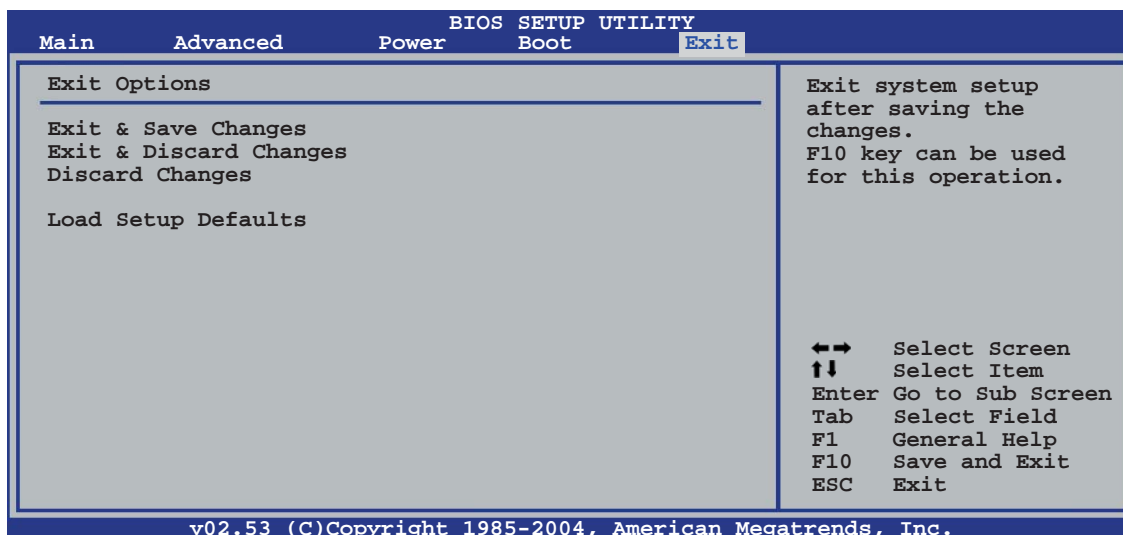 BIOS SETUP UTILITY
Main Advanced Power Boot Exit
Exit Options
Exit & Save Changes
Exit & Discard Changes
Discard Changes
Load Setup Defaults
Exit system setup
after saving the
changes.
F10 key can be used
for this operation.
←→ Select Screen
↑↓ Select Item
Enter Go to Sub Screen
Tab Select Field
F1 General Help
F10 Save and Exit
ESC Exit
v02.53 (C)Copyright 1985-2004, American Megatrends, Inc.